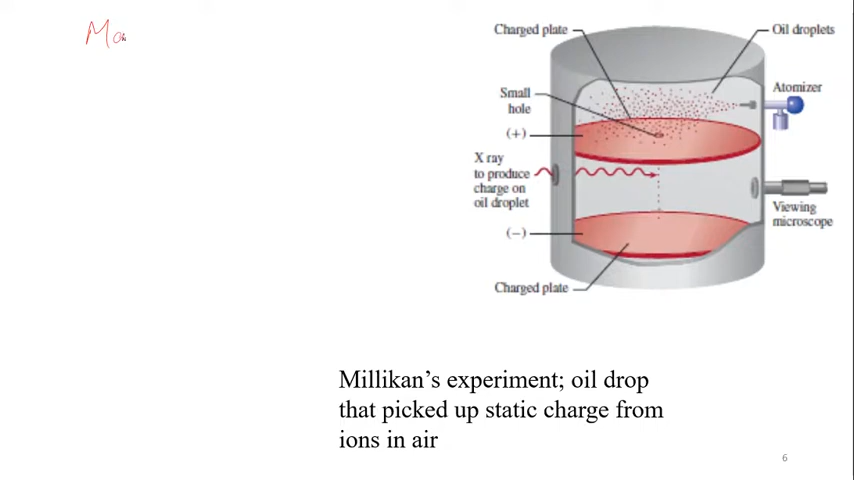 Charged plate
Oil droplets
Atomizer
Small
hole
(+)
X ray
to produce
charge on
oil droplet
Viewing
microscope
(−)
Charged plate
Millikan’s experiment; oil drop
that picked up static charge from
ions in air
6